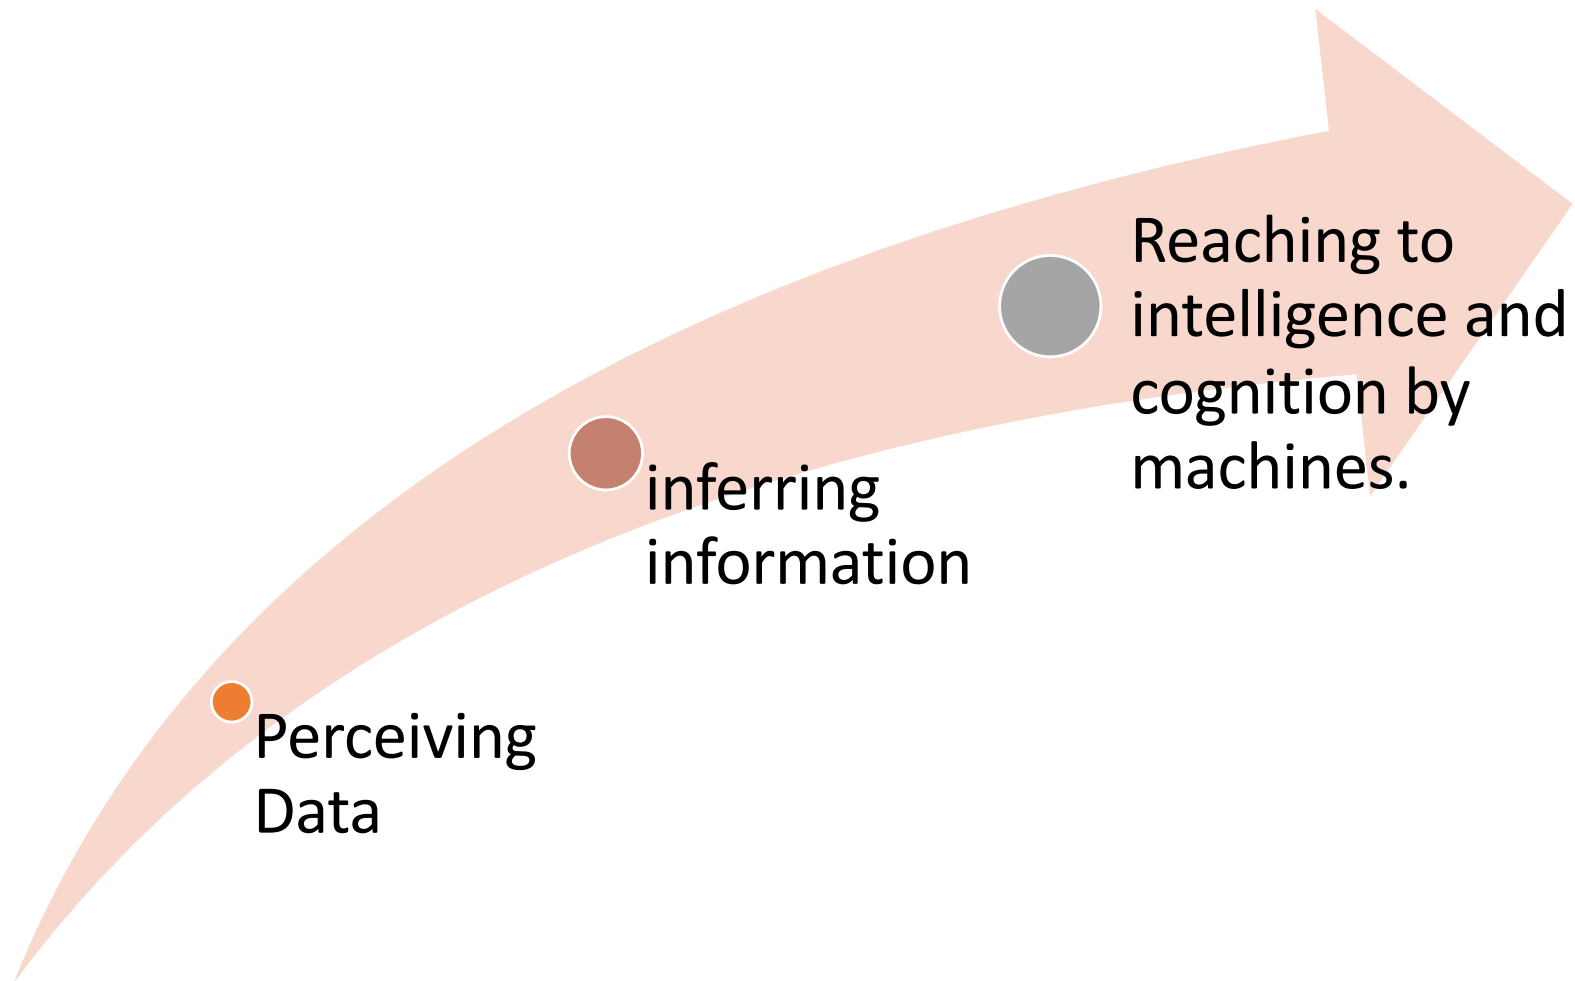 Reaching to
intelligence and
cognition by
machines.
inferring
information
Perceiving
Data